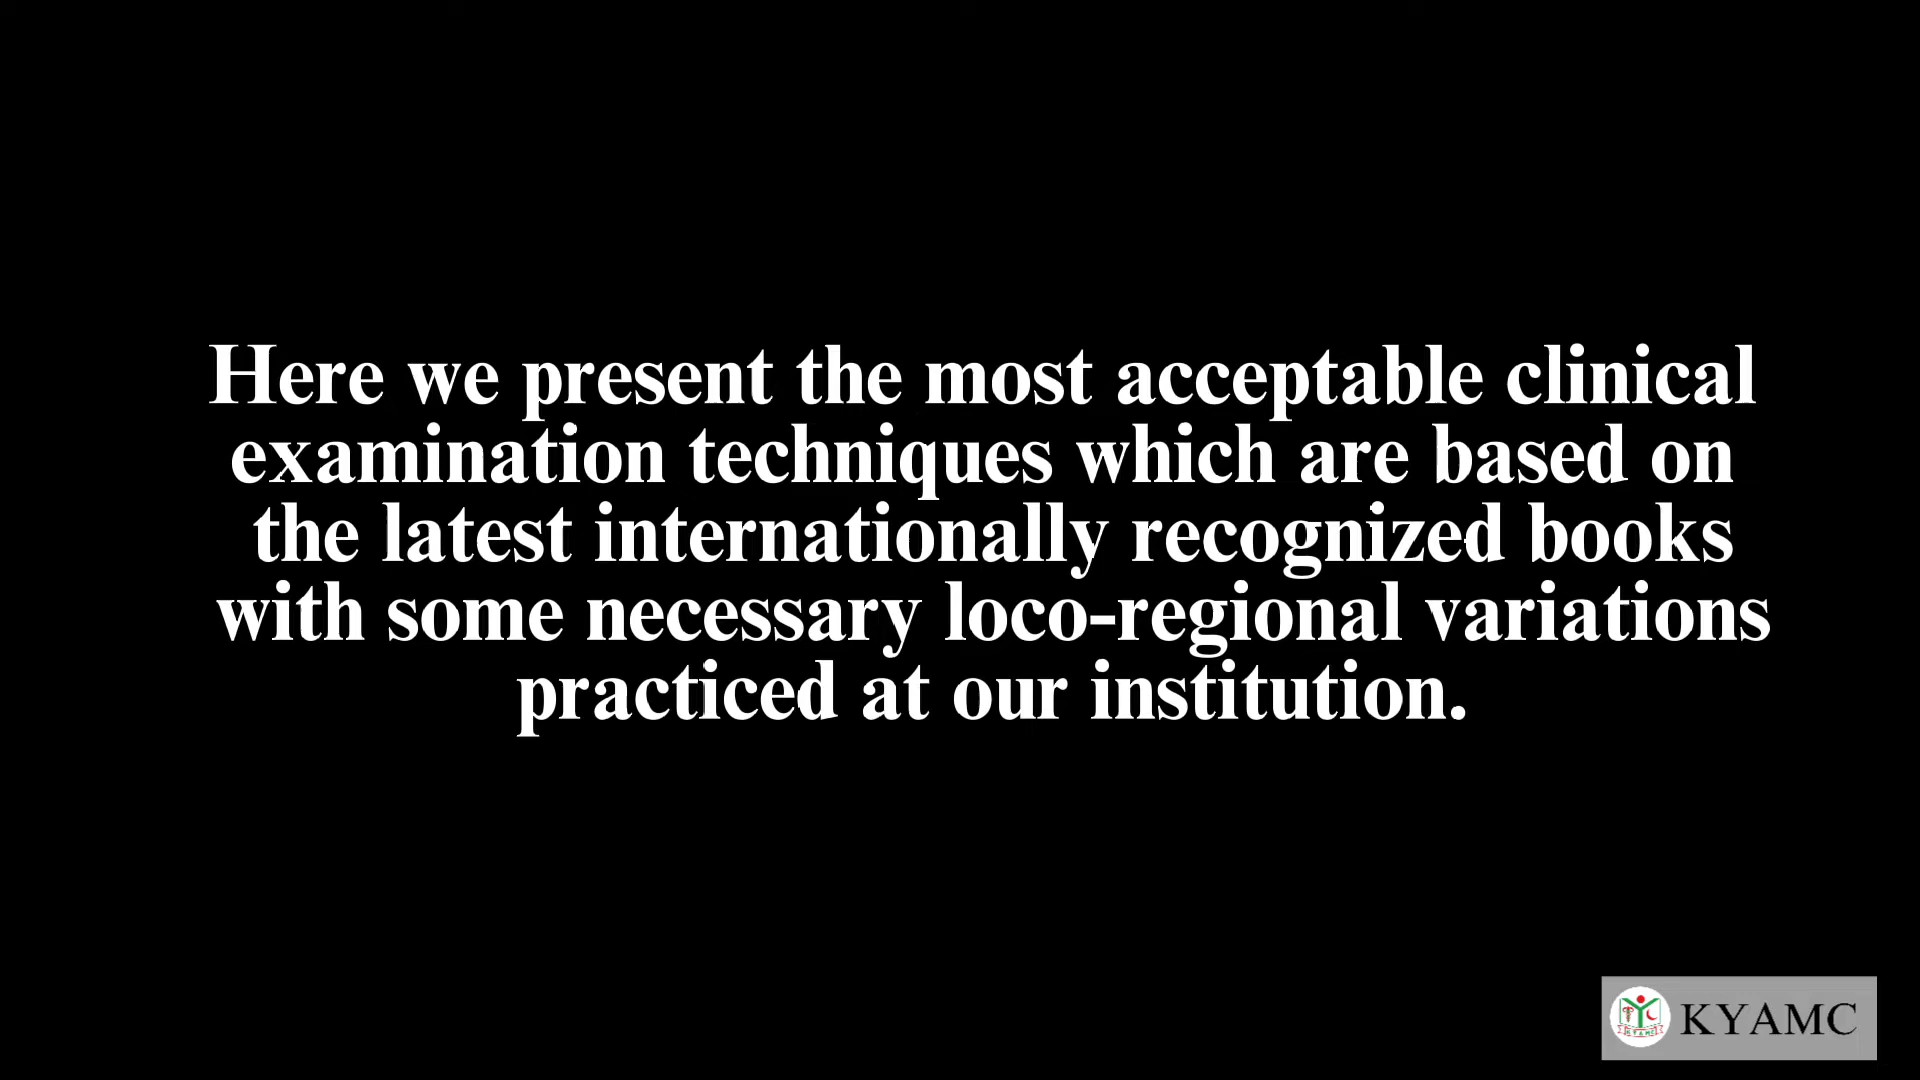 Here we present the most acceptable clinical
examination techniques which are based on
the latest internationally recognized books
with some necessary loco-regional variations
practiced at our institution.
KYAMC